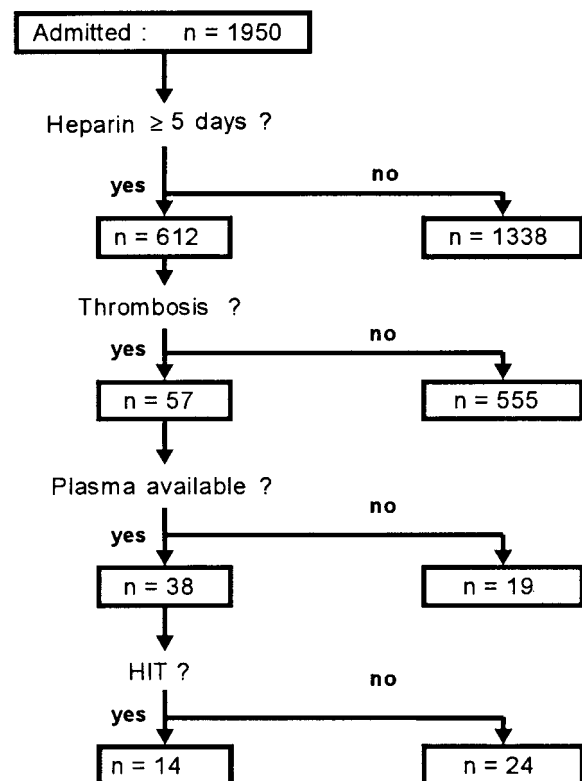 Admitted : n = 1950
Heparin ≥ 5 days ?
yes no
n = 612 n = 1338
Thrombosis ?
yes no
n = 57 n = 555
Plasma available ?
no
yes
n = 38 n = 19
HIT ?
no
yes
n = 14 n = 24